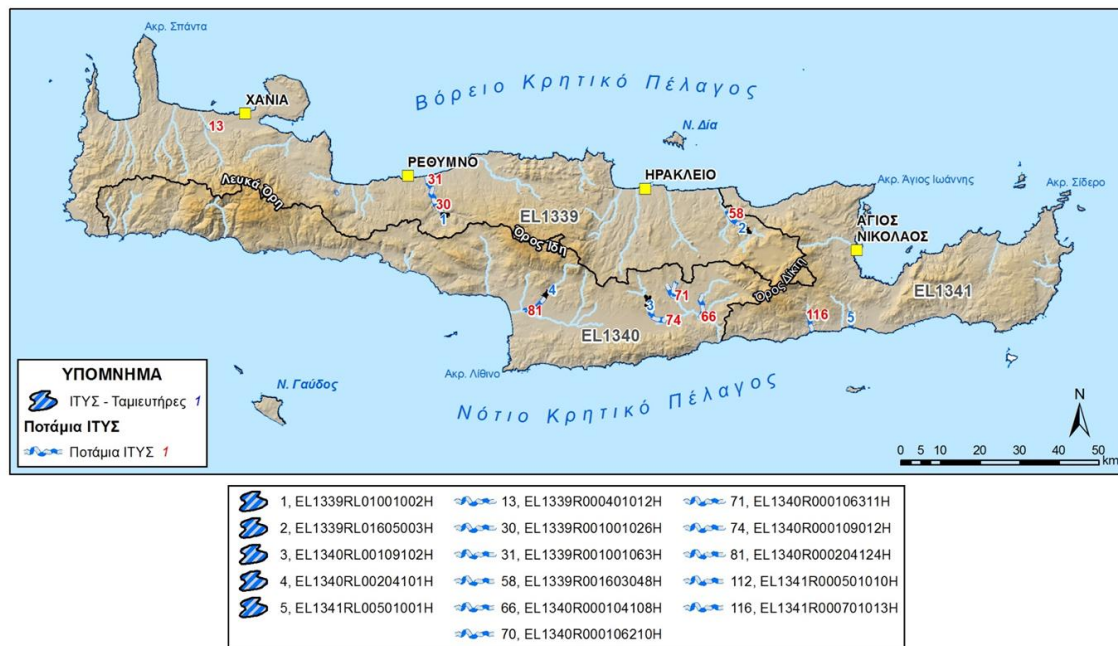 Ακρ. Σπάντα
Βόρειο Κρητικό Πέλαγος
ΧΑΝΙΑ
13
Ν. Δία
ΡΕΘΥΜΝΟ
31
Λευκά Όρη
ΗΡΑΚΛΕΙΟ
Ακρ. Άγιος Ιωάννης
Ακρ. Σίδερο
30
1
EL1339
58
2
ΑΓΙΟΣ
ΝΙΚΟΛΑΟΣ
Όρος Ίδη
Όρος Δίκτη
4
71
EL1341
81
3
74
66
116
5
EL1340
Ακρ. Λίθινο
Ν. Γαύδος
Νότιο Κρητικό Πέλαγος
ΥΠΟΜΝΗΜΑ
ΙΤΥΣ - Ταμιευτήρες 1
Ποτάμια ΙΤΥΣ
Ποτάμια ΙΤΥΣ 1
N
0 5 10 20 30 40 50
km
1, EL1339RL01001002H
2, EL1339RL01605003H
3, EL1340RL00109102H
4, EL1340RL00204101H
5, EL1341RL00501001H
13, EL1339R000401012H
30, EL1339R001001026H
31, EL1339R001001063H
58, EL1339R001603048H
66, EL1340R000104108H
70, EL1340R000106210H
71, EL1340R000106311H
74, EL1340R000109012H
81, EL1340R000204124H
112, EL1341R000501010H
116, EL1341R000701013H